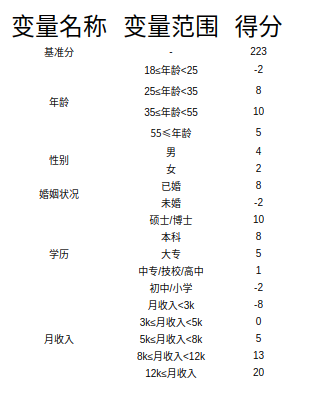 变量名称 变量范围 得分
基准分 - 223
18≤年龄<25 -2
25≤年龄<35 8
年龄
35≤年龄<55 10
55≤年龄 5
男 4
性别
女 2
已婚 8
婚姻状况
未婚 -2
硕士/博士 10
本科 8
学历 大专 5
中专/技校/高中 1
初中/小学 -2
月收入<3k -8
3k≤月收入<5k 0
月收入 5k≤月收入<8k 5
8k≤月收入<12k 13
12k≤月收入 20